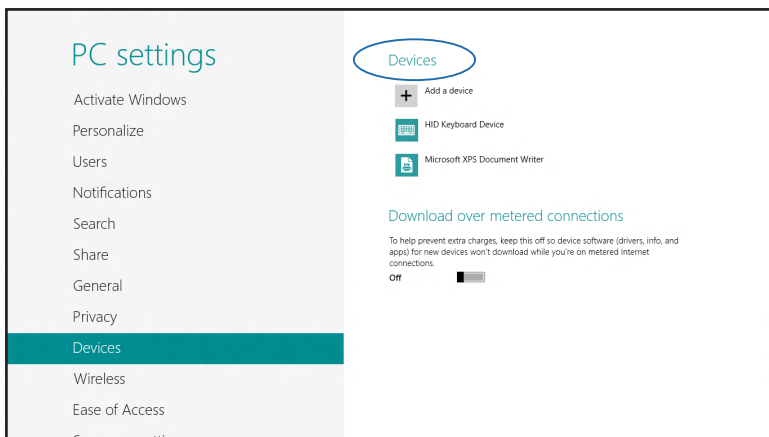 PC settings
Activate Windows
Personalize
Users
Notifications
Search
Share
General
Privacy
Devices
Wireless
Ease of Access
Devices
Add a device
HID Keyboard Device
Microsoft XPS Document Writer
Download over metered connections
To help prevent extra charges, keep this off so device software (drivers, info, and
apps) for new devices won't download while you're on metered Internet
connections.
Off